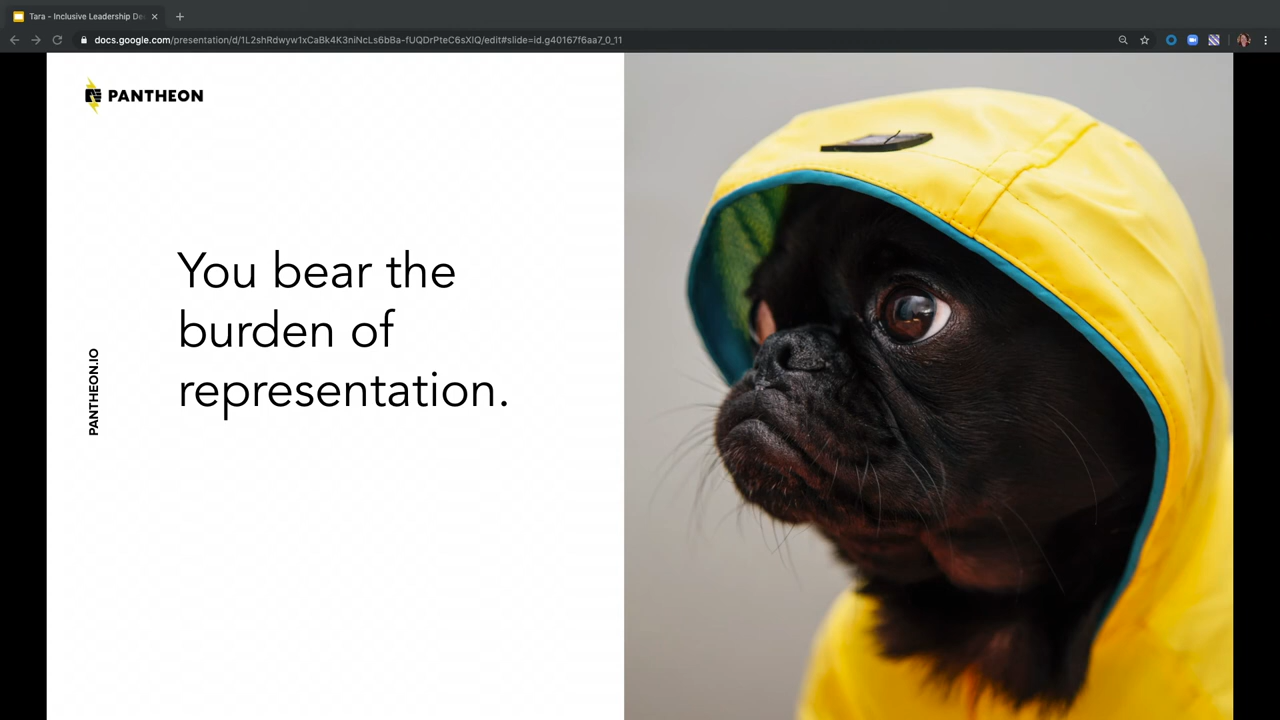 Tara - Inclusive Leadership De
docs.google.com/presentation/d/1L2shRdwyw1xCaBk4K3niNcLs6bBa-fUQDrPteC6sXIQ/edit#slide=id.g40167f6aa7_0_11
PANTHEON
You bear the
burden of
representation.
PANTHEON.IO